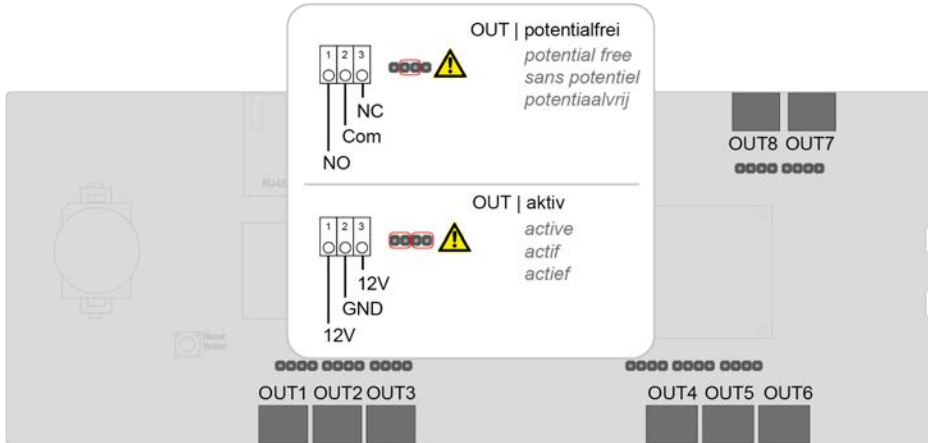 OUT | potentialfrei
potential free
sans potentiel
potentiaalvrij
1 2 3
NC
Com
NO
OUT | aktiv
active
actif
actief
1 2 3
12V
GND
12V
OUT8 OUT7
OUT1 OUT2 OUT3
OUT4 OUT5 OUT6